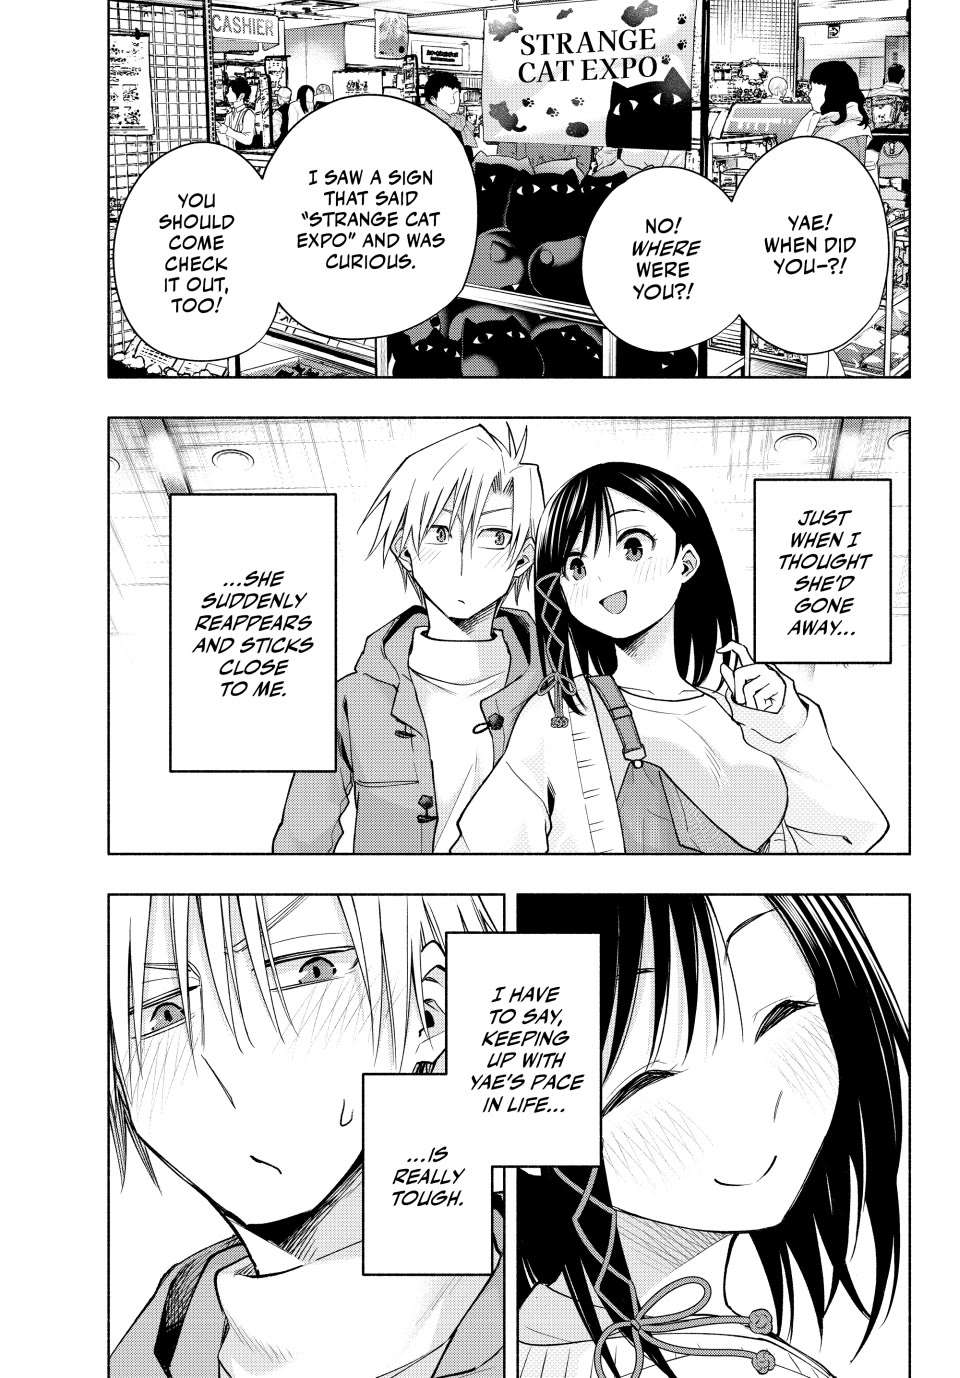 CASHIER
STRANGE
CAT EXPO
YAE!
WHEN DID
YOU-?!
NO!
WHERE
WERE
YOU?!
I SAW A SIGN
THAT SAID
"STRANGE CAT
EXPO" AND WAS
CURIOUS.
YOU
SHOULD
COME
CHECK
IT OUT,
TOO!
JUST
WHEN I
THOUGHT
SHE'D
GONE
AWAY...
...SHE
SUDDENLY
REAPPEARS
AND STICKS
CLOSE
TO ME.
I HAVE
TO SAY,
KEEPING
UP WITH
YAE'S PACE
IN LIFE...
...IS
REALLY
TOUGH.